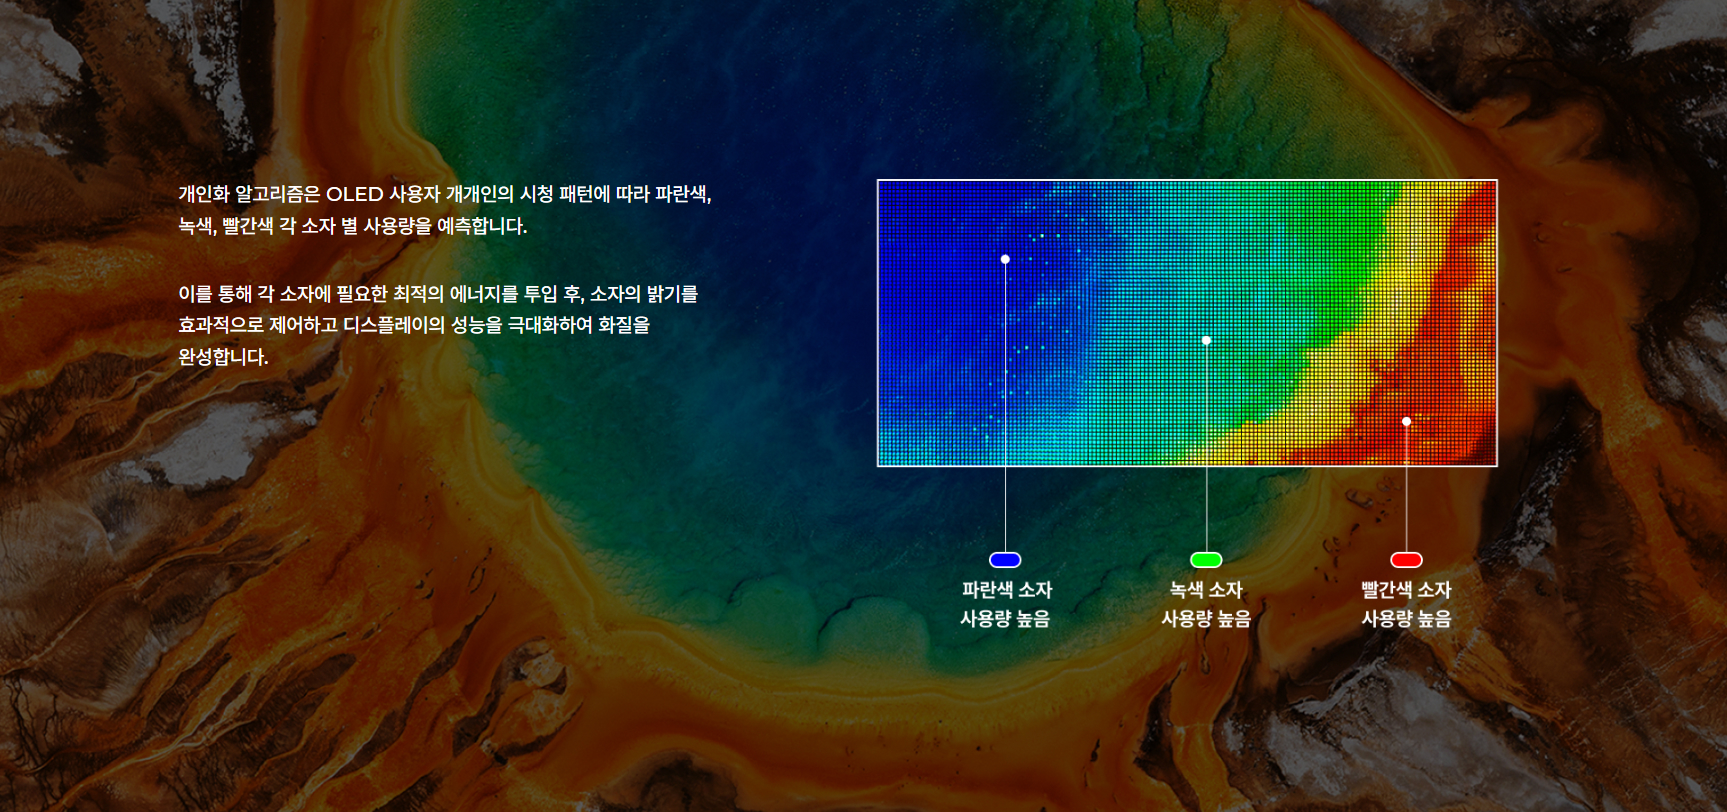 개인화 알고리즘은 OLED 사용자 개개인의 시청 패턴에 따라 파란색,
녹색, 빨간색 각 소자 별 사용량을 예측합니다.
이를 통해 각 소자에 필요한 최적의 에너지를 투입 후, 소자의 밝기를
효과적으로 제어하고 디스플레이의 성능을 극대화하여 화질을
완성합니다.
파란색 소자
사용량 높음
녹색 소자
사용량 높음
빨간색 소자
사용량 높음